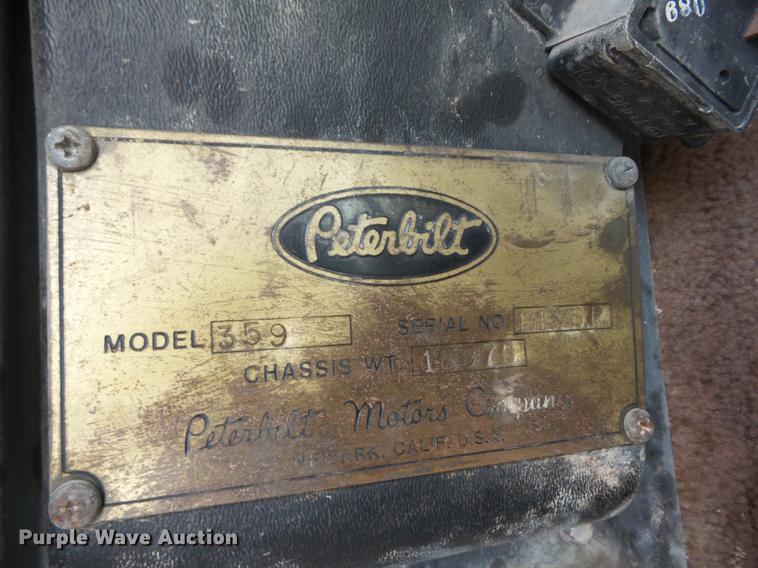 680
Peterbilt
MODEL 359 SERIAL NO
CHASSIS WT.
Peterbilt Motors Company
NEWARK, CALIF. U.S.A.
Purple Wave Auction®